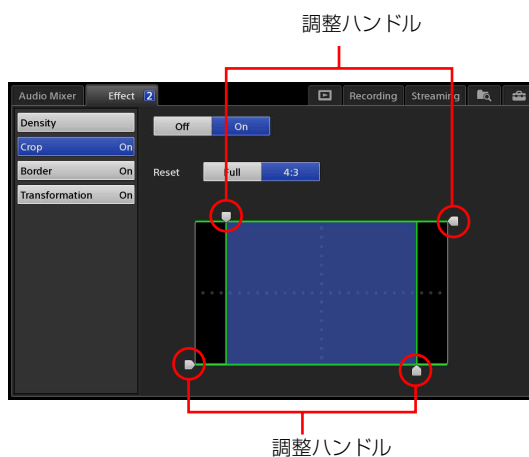 調整ハンドル
Audio Mixer Effect 2 Recording Streaming
Density
Off On
Crop On
Border On
Reset Full 4:3
Transformation On
調整ハンドル